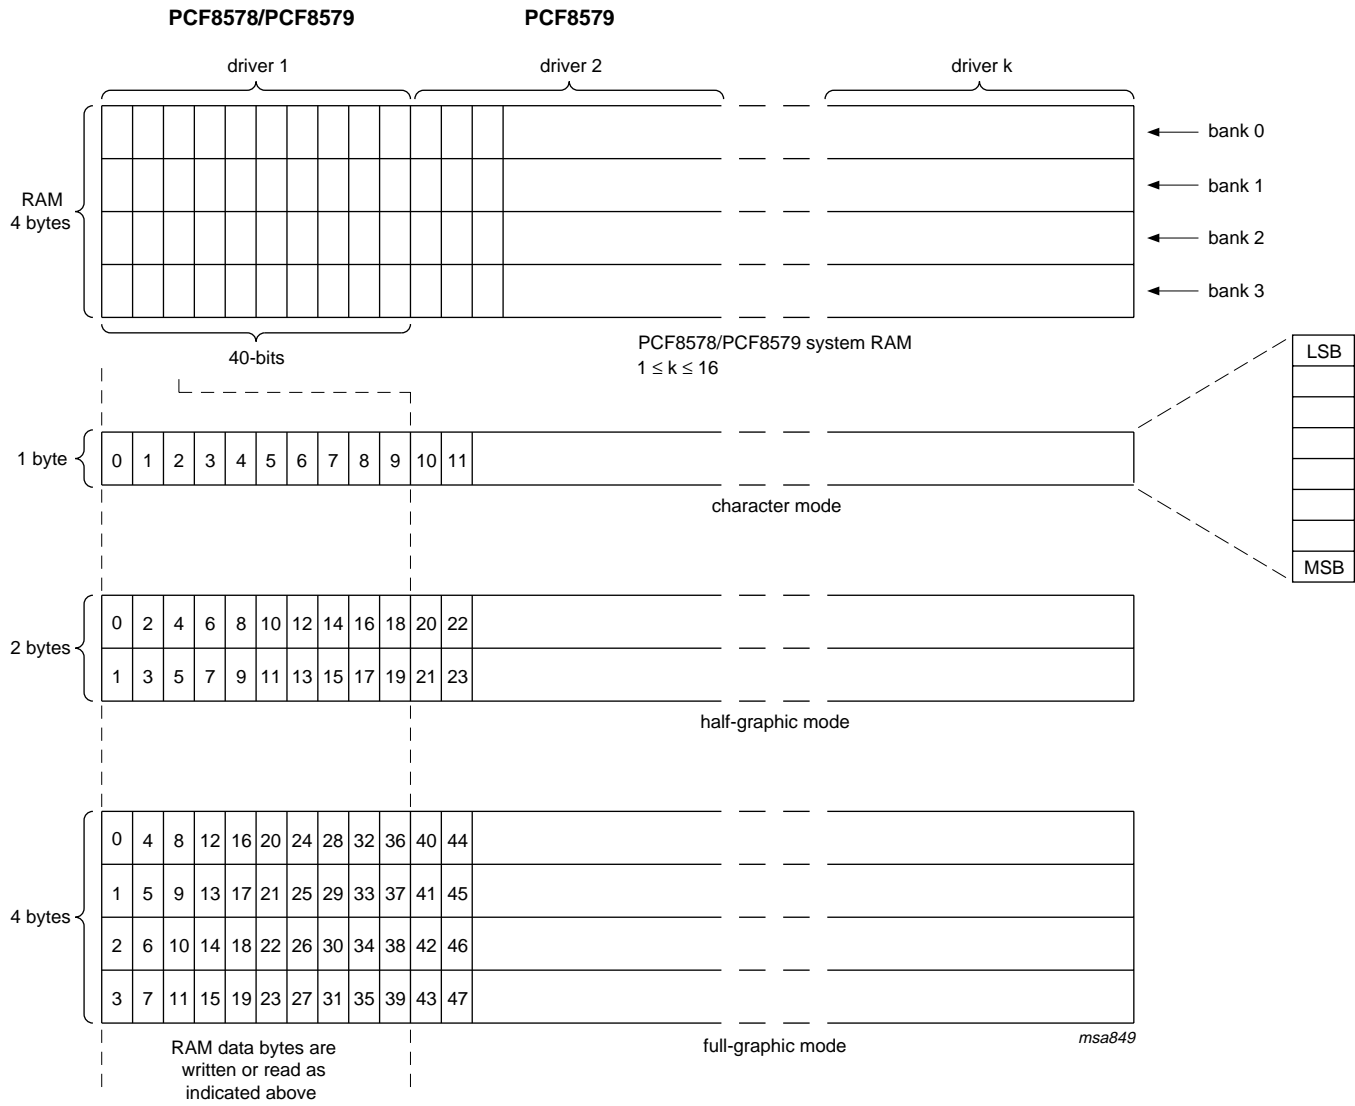 PCF8578/PCF8579 PCF8579
driver 1 driver 2 driver k
bank 0
bank 1
RAM
4 bytes
bank 2
bank 3
40-bits
PCF8578/PCF8579 system RAM
1 ≤ k ≤ 16
LSB
MSB
1 byte 0 1 2 3 4 5 6 7 8 9 10 11
character mode
2 bytes
0 2 4 6 8 10 12 14 16 18 20 22
1 3 5 7 9 11 13 15 17 19 21 23
half-graphic mode
4 bytes
0 4 8 12 16 20 24 28 32 36 40 44
1 5 9 13 17 21 25 29 33 37 41 45
2 6 10 14 18 22 26 30 34 38 42 46
3 7 11 15 19 23 27 31 35 39 43 47
full-graphic mode
msa849
RAM data bytes are
written or read as
indicated above